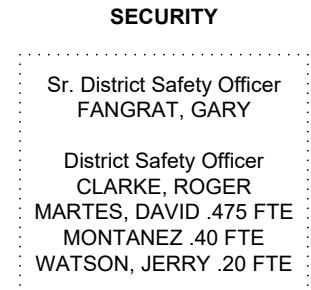 SECURITY
Sr. District Safety Officer
FANGRAT, GARY
District Safety Officer
CLARKE, ROGER
MARTES, DAVID .475 FTE
MONTANEZ .40 FTE
WATSON, JERRY .20 FTE